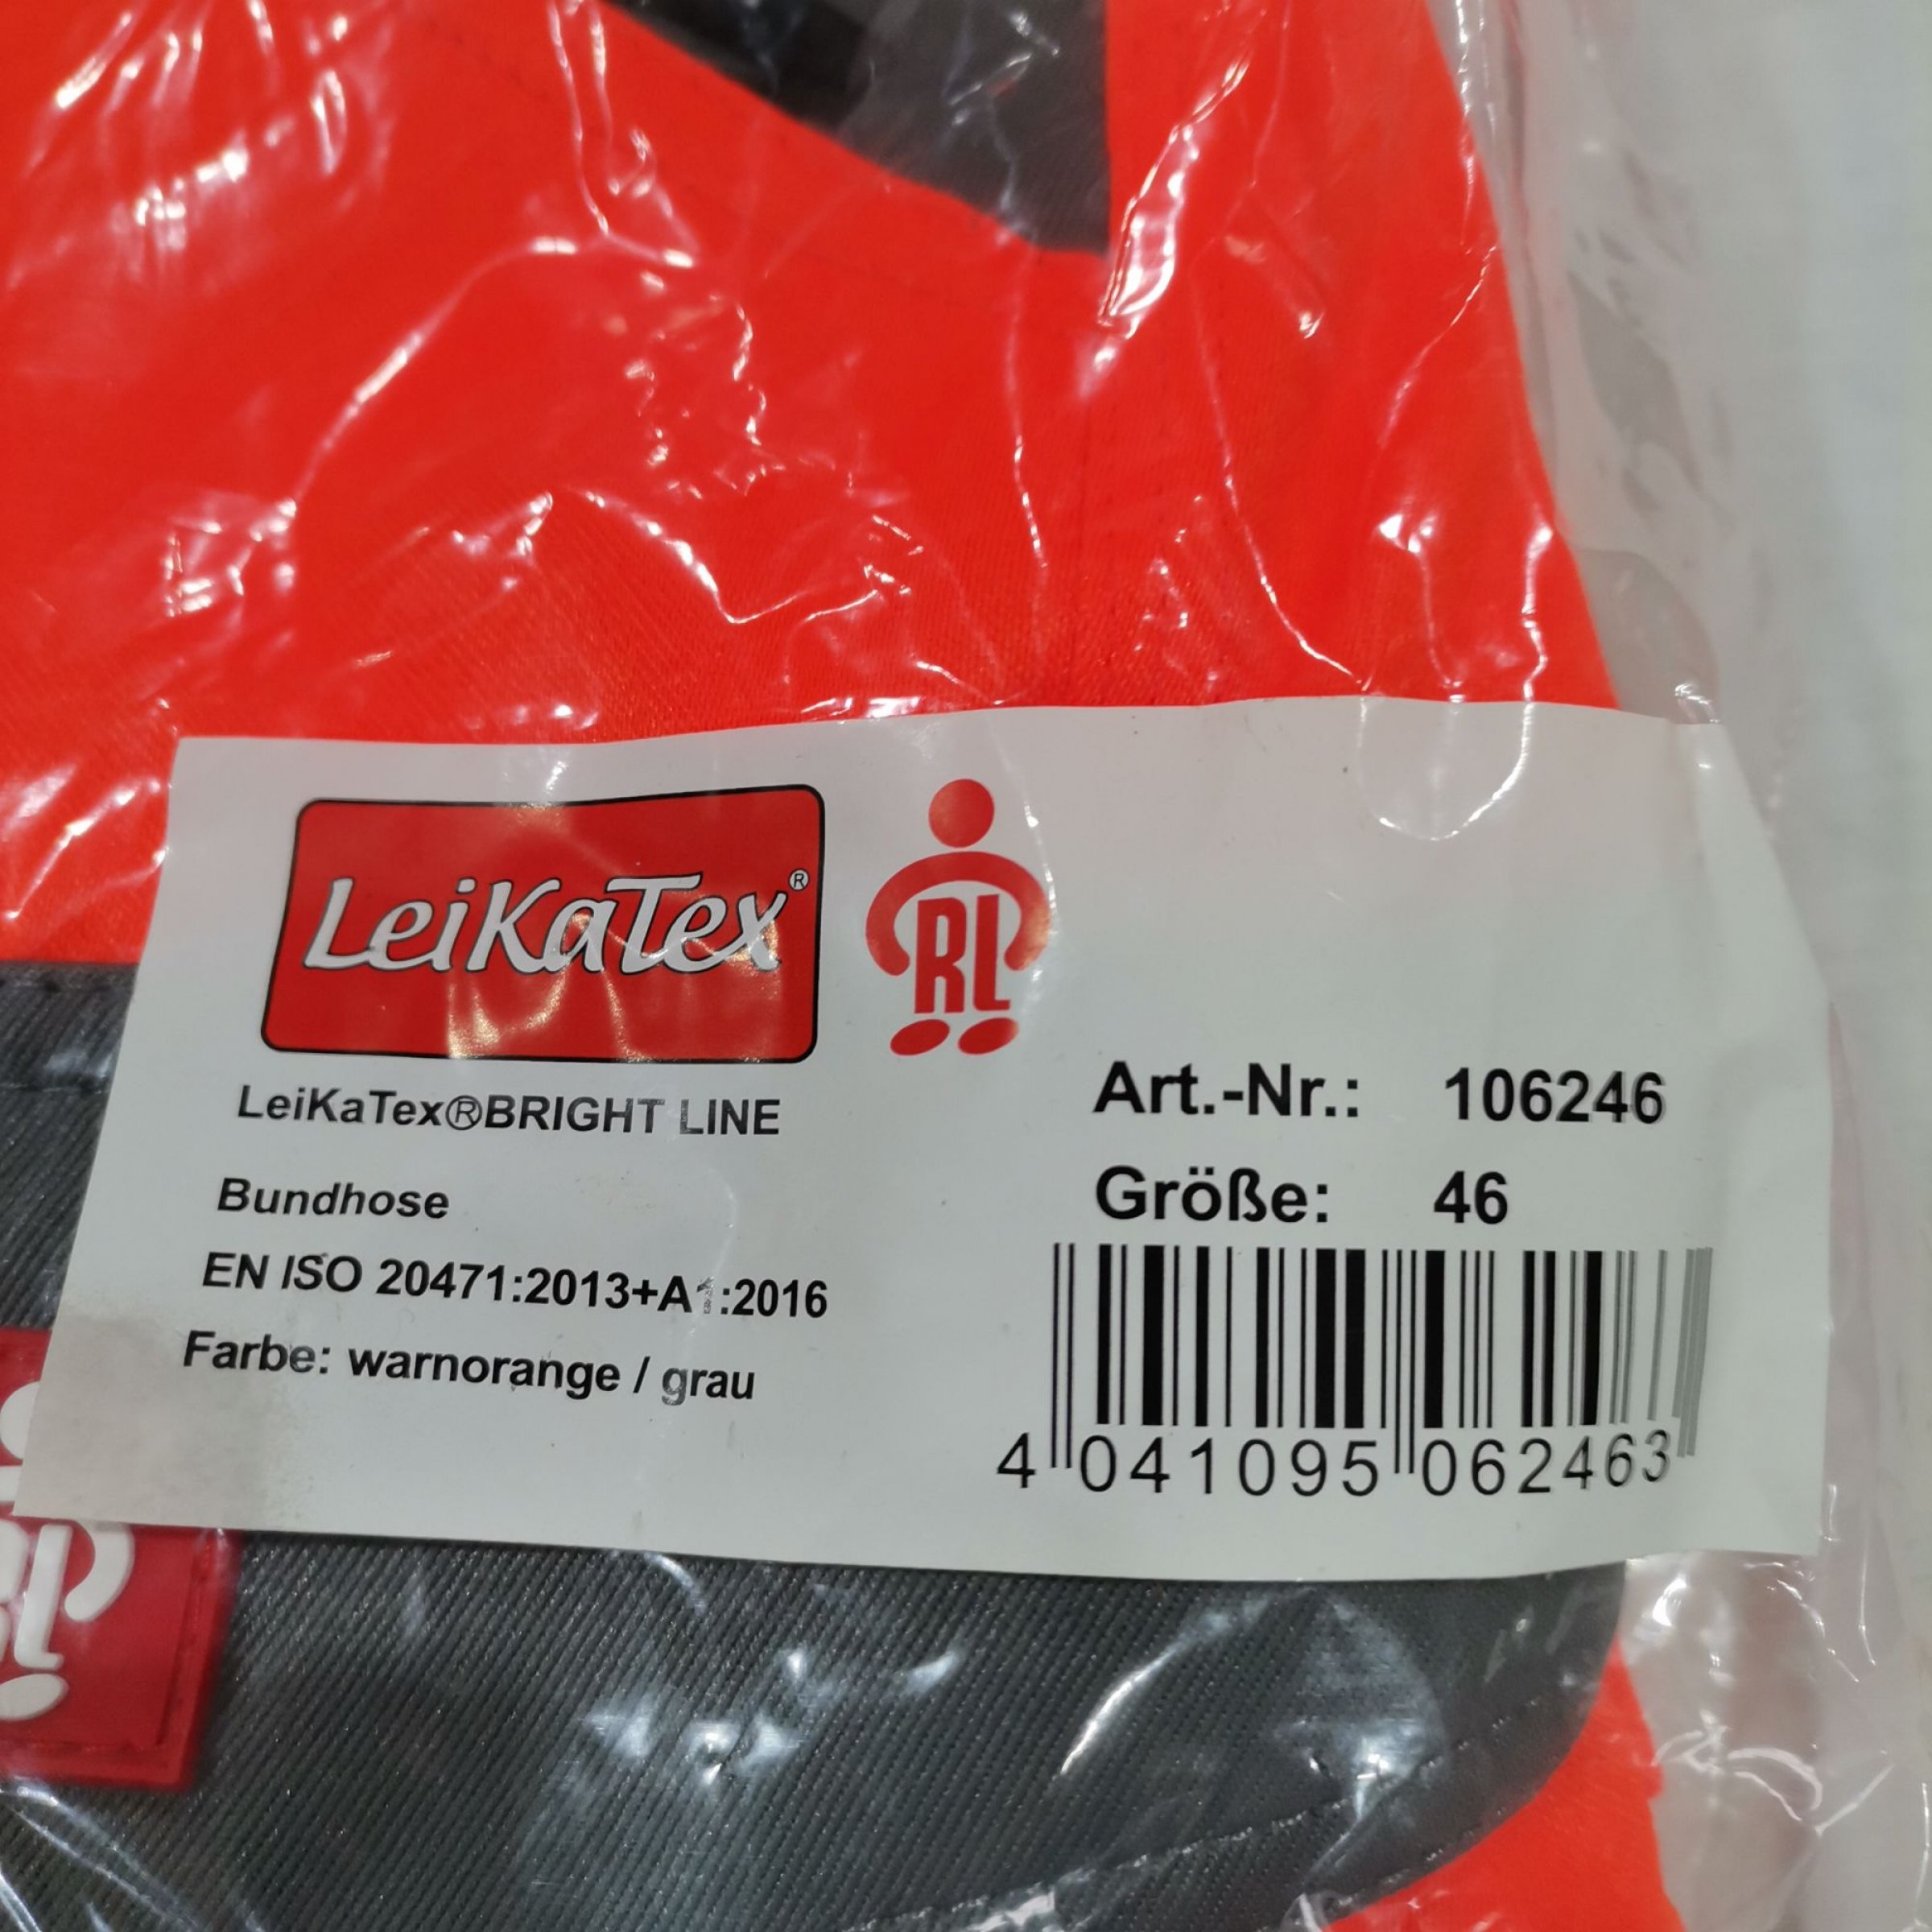 LeiKaTex®
RL
LeiKaTex®BRIGHT LINE
Bundhose
EN ISO 20471:2013+A1:2016
Farbe: warnorange / grau
Art.-Nr.: 106246
Größe: 46
4 041095 062463